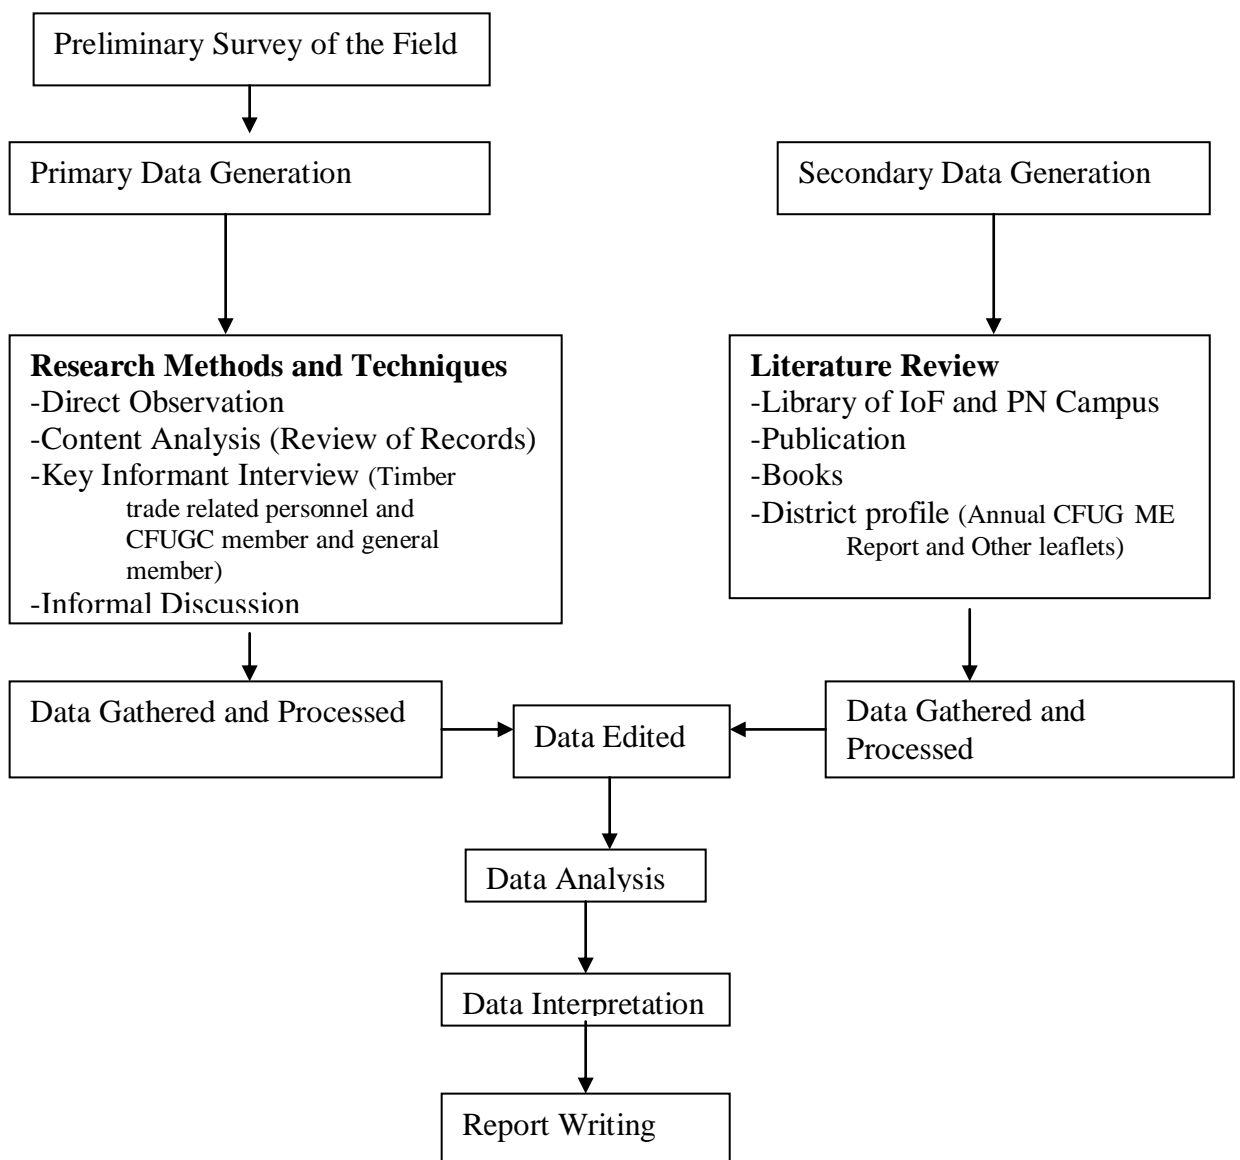 Preliminary Survey of the Field
Primary Data Generation
Secondary Data Generation
Research Methods and Techniques
-Direct Observation
-Content Analysis (Review of Records)
-Key Informant Interview (Timber
trade related personnel and
CFUGC member and general
member)
-Informal Discussion
Literature Review
-Library of IoF and PN Campus
-Publication
-Books
-District profile (Annual CFUG ME
Report and Other leaflets)
Data Gathered and Processed
Data Edited
Data Gathered and
Processed
Data Analysis
Data Interpretation
Report Writing